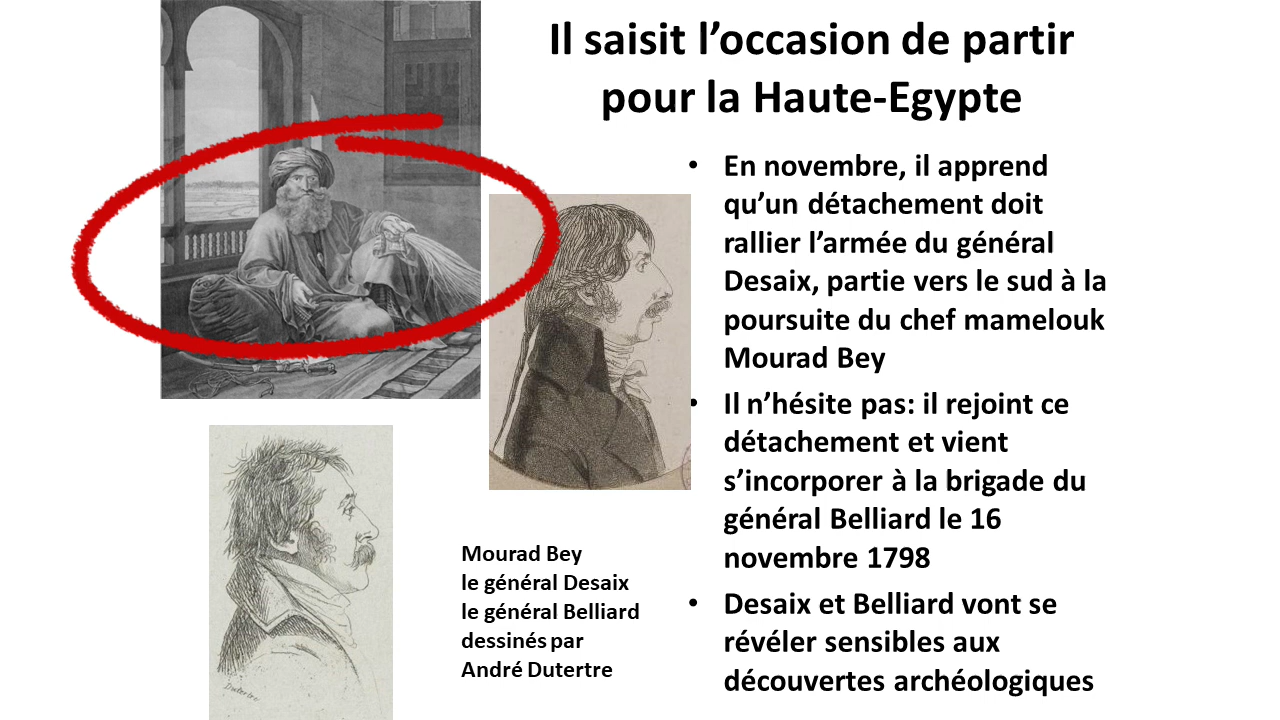 Il saisit l’occasion de partir
pour la Haute-Egypte
• En novembre, il apprend
qu’un détachement doit
rallier l’armée du général
Desaix, partie vers le sud à la
poursuite du chef mamelouk
Mourad Bey
• Il n’hésite pas: il rejoint ce
détachement et vient
s’incorporer à la brigade du
général Belliard le 16
novembre 1798
• Desaix et Belliard vont se
révéler sensibles aux
découvertes archéologiques
Mourad Bey
le général Desaix
le général Belliard
dessinés par
André Dutertre
Dutertre